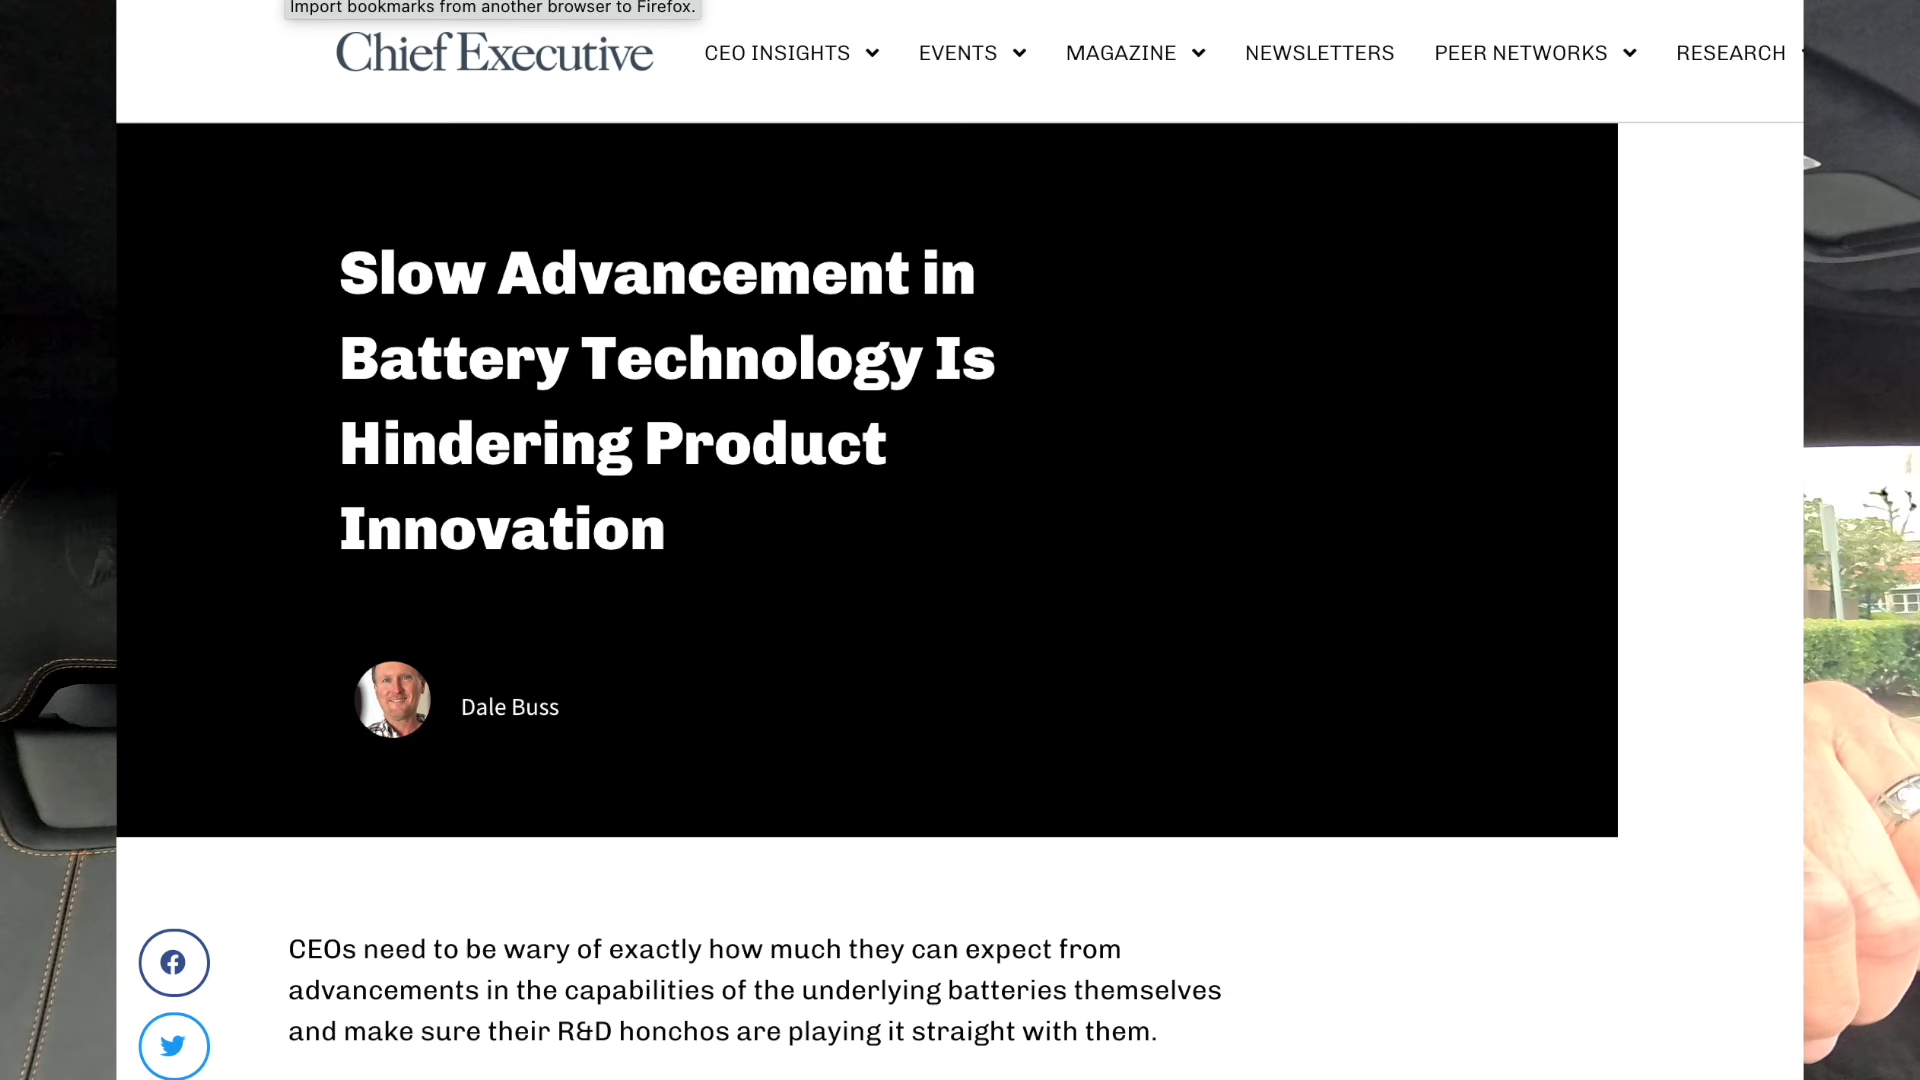 Import bookmarks from another browser to Firefox.
Chief Executive CEO INSIGHTS EVENTS MAGAZINE NEWSLETTERS PEER NETWORKS RESEARCH
Slow Advancement in
Battery Technology Is
Hindering Product
Innovation
Dale Buss
CEOs need to be wary of exactly how much they can expect from
advancements in the capabilities of the underlying batteries themselves
and make sure their R&D honchos are playing it straight with them.